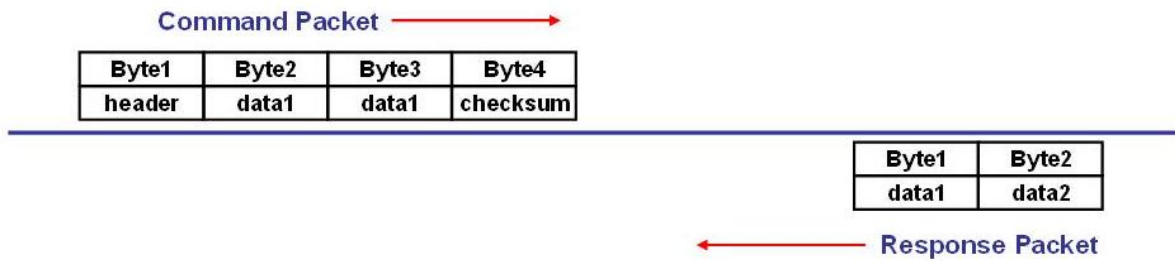 Command Packet
Byte1 Byte2 Byte3 Byte4
header data1 data1 checksum
Byte1 Byte2
data1 data2
Response Packet